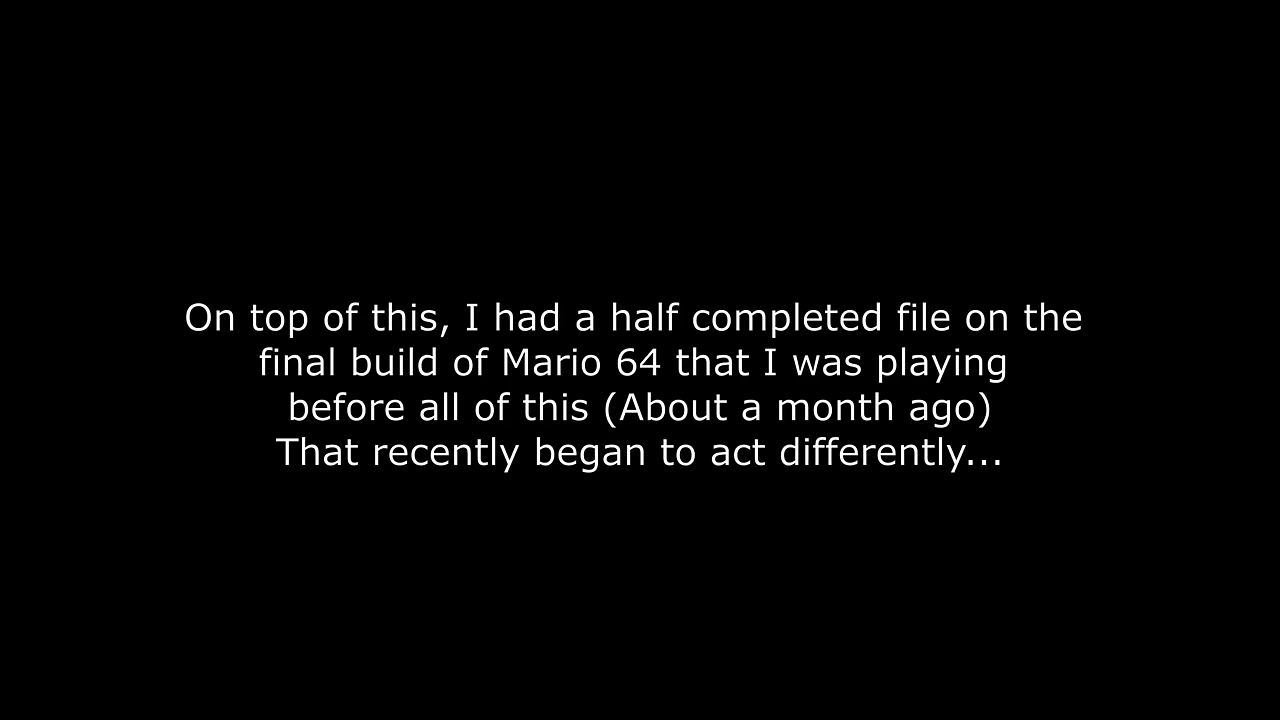 On top of this, I had a half completed file on the
final build of Mario 64 that I was playing
before all of this (About a month ago)
That recently began to act differently...